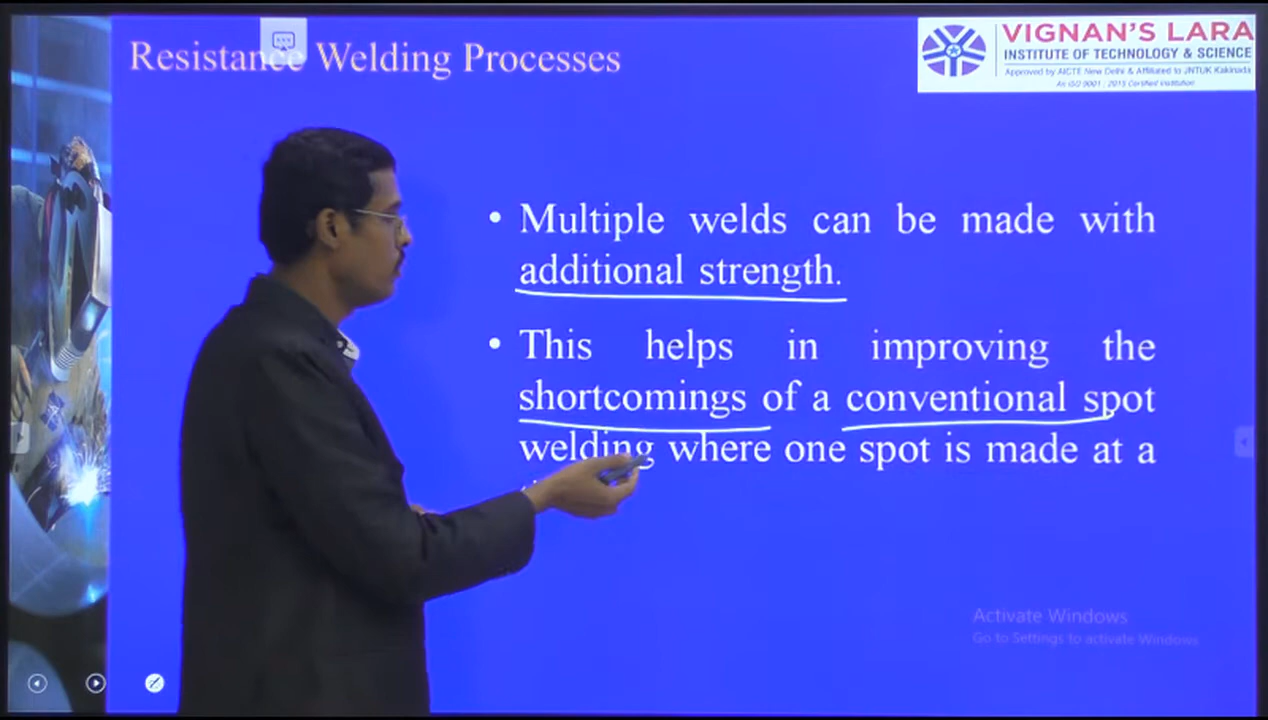 Resistance Welding Processes
VIGNAN'S LARA
INSTITUTE OF TECHNOLOGY & SCIENCE
Approved by AICTE New Delhi & Affiliated to JNTUK Kakinada
An ISO 9001 : 2015 Certified Institution
• Multiple welds can be made with
additional strength.
• This helps in improving the
shortcomings of a conventional spot
welding where one spot is made at a
Activate Windows
Go to Settings to activate Windows